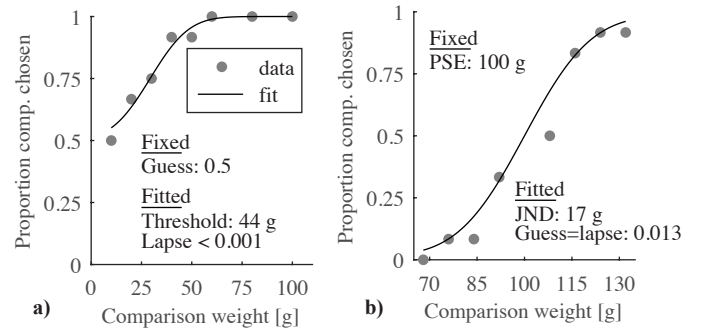 Proportion comp. chosen
1
0.75
0.5
0.25
0
data
fit
Fixed
Guess: 0.5
Fitted
Threshold: 44 g
Lapse < 0.001
0 25 50 75 100
Comparison weight [g]
a)
Proportion comp. chosen
1
0.75
0.5
0.25
0
Fixed
PSE: 100 g
Fitted
JND: 17 g
Guess=lapse: 0.013
70 85 100 115 130
Comparison weight [g]
b)